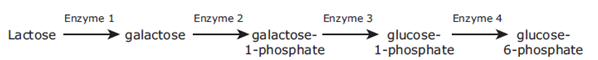 Enzyme 1 Enzyme 2 Enzyme 3 Enzyme 4
Lactose galactose galactose- glucose- glucose-
1-phosphate 1-phosphate 6-phosphate